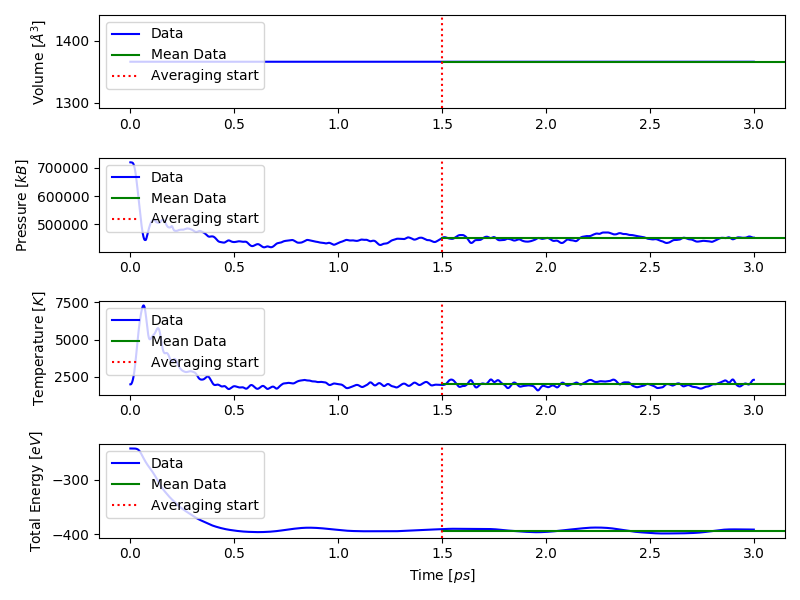 Volume [Å³]
1400
1300
Data
Mean Data
Averaging start
0.0 0.5 1.0 1.5 2.0 2.5 3.0
Pressure [kB]
700000
600000
500000
Data
Mean Data
Averaging start
0.0 0.5 1.0 1.5 2.0 2.5 3.0
Temperature [K]
7500
5000
2500
Data
Mean Data
Averaging start
0.0 0.5 1.0 1.5 2.0 2.5 3.0
Total Energy [eV]
−300
−400
Data
Mean Data
Averaging start
0.0 0.5 1.0 1.5 2.0 2.5 3.0
Time [ps]